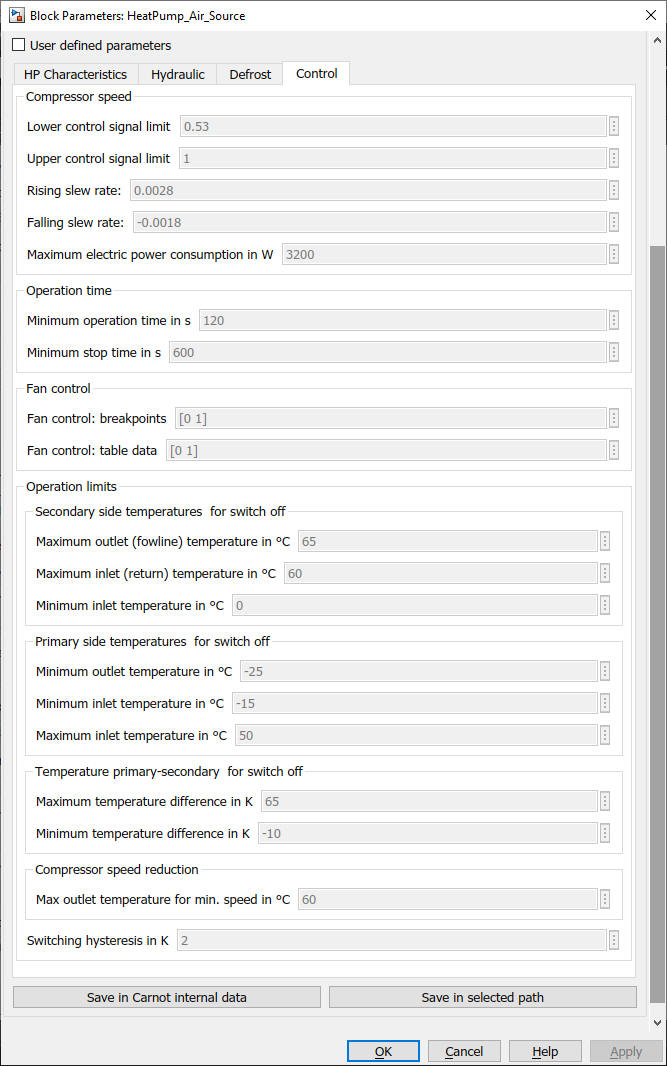 Block Parameters: HeatPump_Air_Source
User defined parameters
HP Characteristics Hydraulic Defrost Control
Compressor speed
Lower control signal limit 0.53
Upper control signal limit 1
Rising slew rate: 0.0028
Falling slew rate: -0.0018
Maximum electric power consumption in W 3200
Operation time
Minimum operation time in s 120
Minimum stop time in s 600
Fan control
Fan control: breakpoints [0 1]
Fan control: table data [0 1]
Operation limits
Secondary side temperatures for switch off
Maximum outlet (fowline) temperature in ºC 65
Maximum inlet (return) temperature in ºC 60
Minimum inlet temperature in ºC 0
Primary side temperatures for switch off
Minimum outlet temperature in ºC -25
Minimum inlet temperature in ºC -15
Maximum inlet temperature in ºC 50
Temperature primary-secondary for switch off
Maximum temperature difference in K 65
Minimum temperature difference in K -10
Compressor speed reduction
Max outlet temperature for min. speed in ºC 60
Switching hysteresis in K 2
Save in Carnot internal data Save in selected path
OK Cancel Help Apply